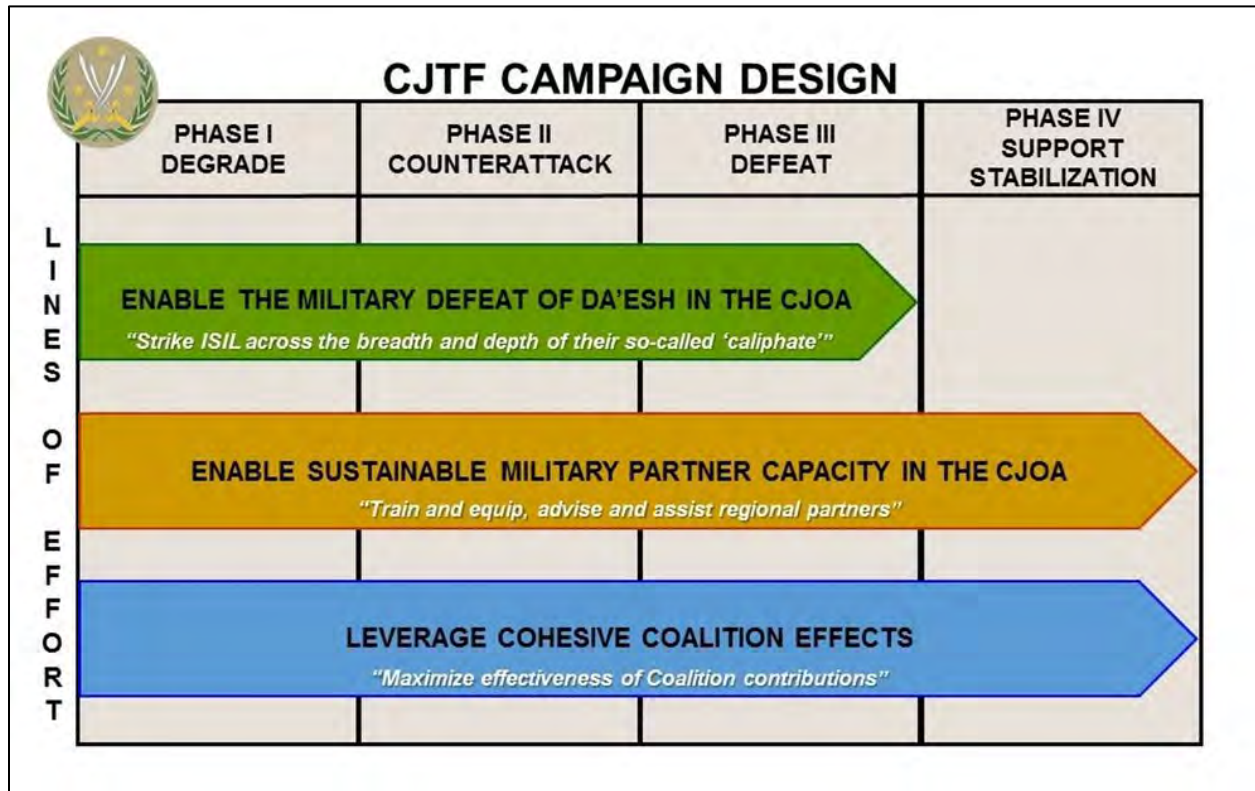 CJTF CAMPAIGN DESIGN
PHASE I
DEGRADE
PHASE II
COUNTERATTACK
PHASE III
DEFEAT
PHASE IV
SUPPORT
STABILIZATION
LINES OF EFFORT
ENABLE THE MILITARY DEFEAT OF DA’ESH IN THE CJOA
“Strike ISIL across the breadth and depth of their so-called ‘caliphate’”
ENABLE SUSTAINABLE MILITARY PARTNER CAPACITY IN THE CJOA
“Train and equip, advise and assist regional partners”
LEVERAGE COHESIVE COALITION EFFECTS
“Maximize effectiveness of Coalition contributions”